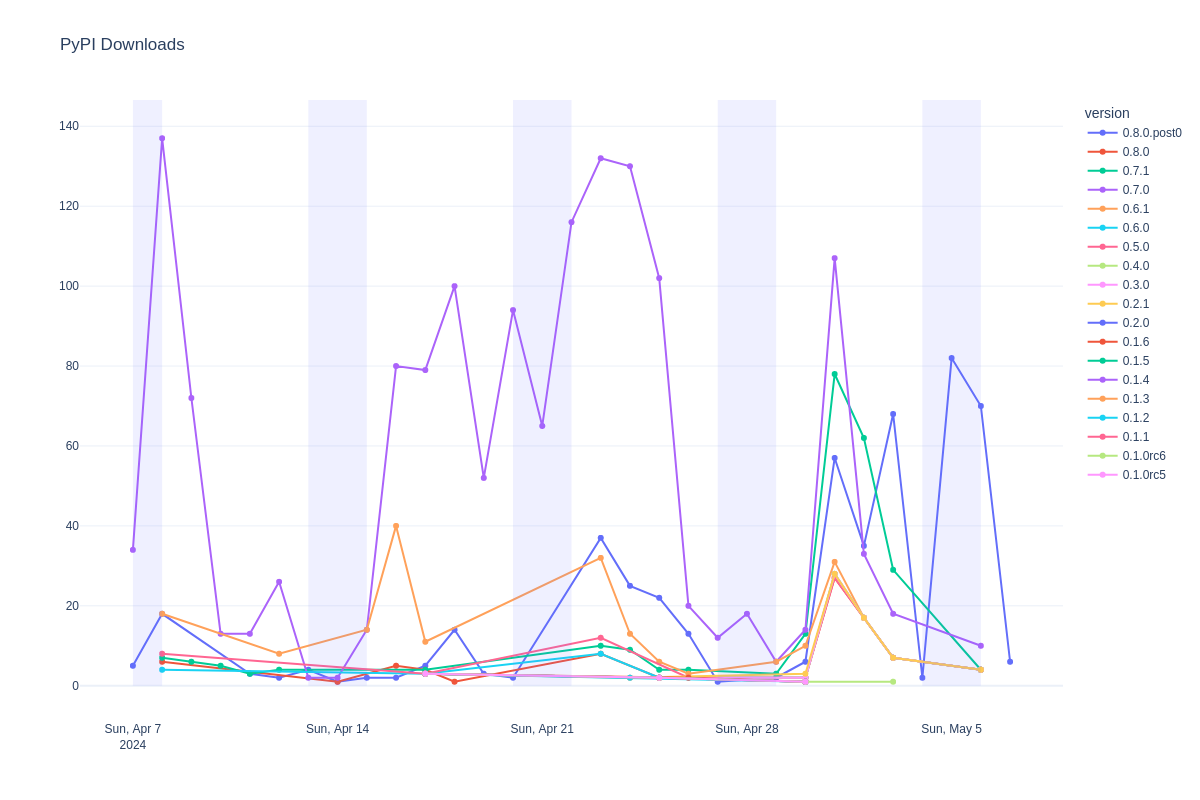 PyPI Downloads
140
120
100
80
60
40
20
0
Sun, Apr 7
2024
Sun, Apr 14
Sun, Apr 21
Sun, Apr 28
Sun, May 5
version
0.8.0.post0
0.8.0
0.7.1
0.7.0
0.6.1
0.6.0
0.5.0
0.4.0
0.3.0
0.2.1
0.2.0
0.1.6
0.1.5
0.1.4
0.1.3
0.1.2
0.1.1
0.1.0rc6
0.1.0rc5